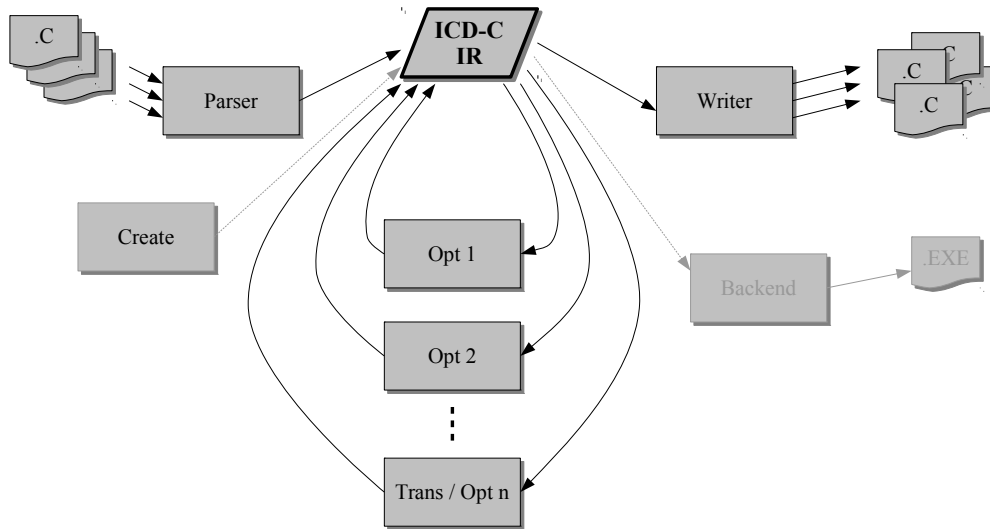 .C
ICD-C
IR
Parser
Writer
.C
.C
.C
.C
Create
Opt 1
Backend
.EXE
Opt 2
Trans / Opt n